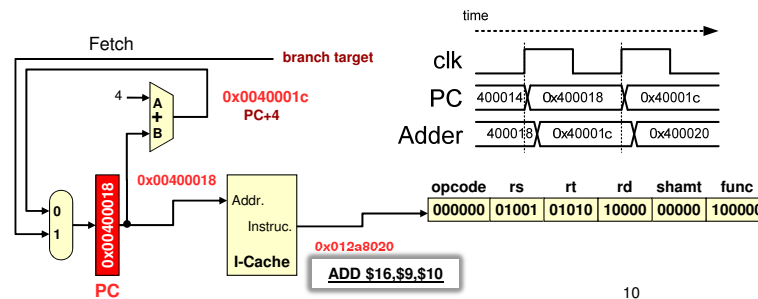 Fetch
branch target
4
A
+
B
0x0040001c
PC+4
0
1
0x00400018
PC
0x00400018
Addr.
Instruc.
I-Cache
0x012a8020
ADD $16,$9,$10
time
clk
PC 400014 0x400018 0x40001c
Adder 400018 0x40001c 0x400020
opcode rs rt rd shamt func
000000 01001 01010 10000 00000 100000
10